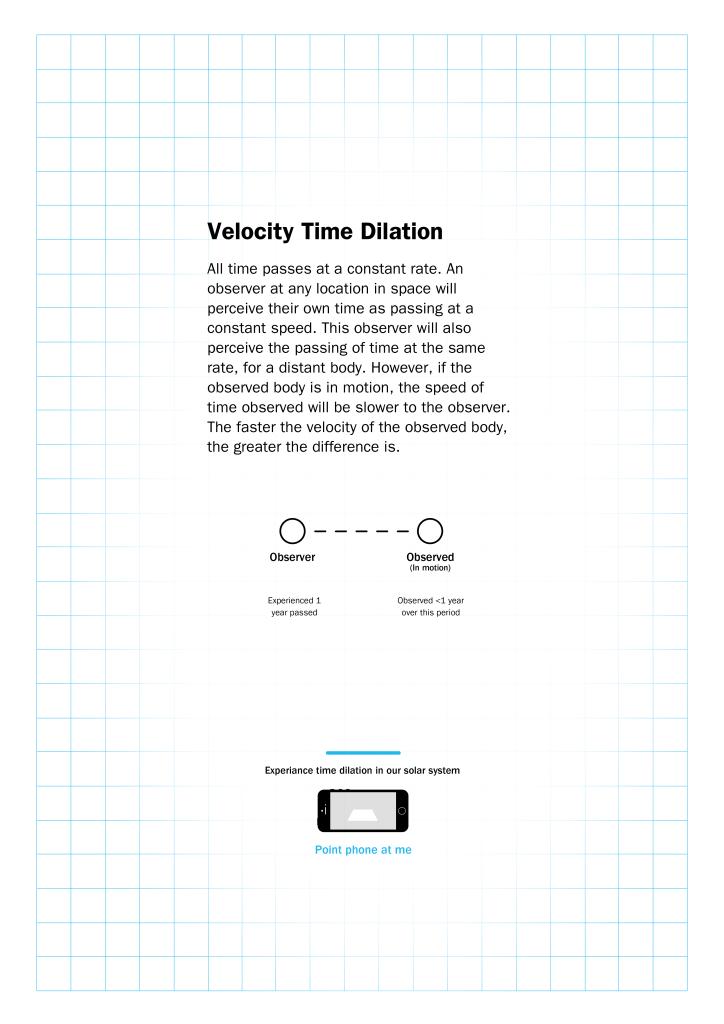 Velocity Time Dilation
All time passes at a constant rate. An
observer at any location in space will
perceive their own time as passing at a
constant speed. This observer will also
perceive the passing of time at the same
rate, for a distant body. However, if the
observed body is in motion, the speed of
time observed will be slower to the observer.
The faster the velocity of the observed body,
the greater the difference is.
Observer
Observed
(In motion)
Experienced 1
year passed
Observed <1 year
over this period
Experiance time dilation in our solar system
Point phone at me